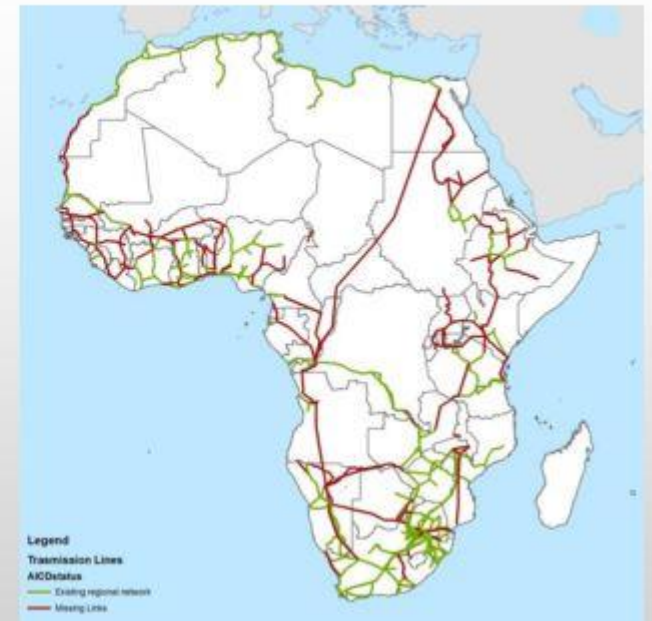 Legend
Trasmission Lines
AICDstatus
Existing regional network
Missing Links